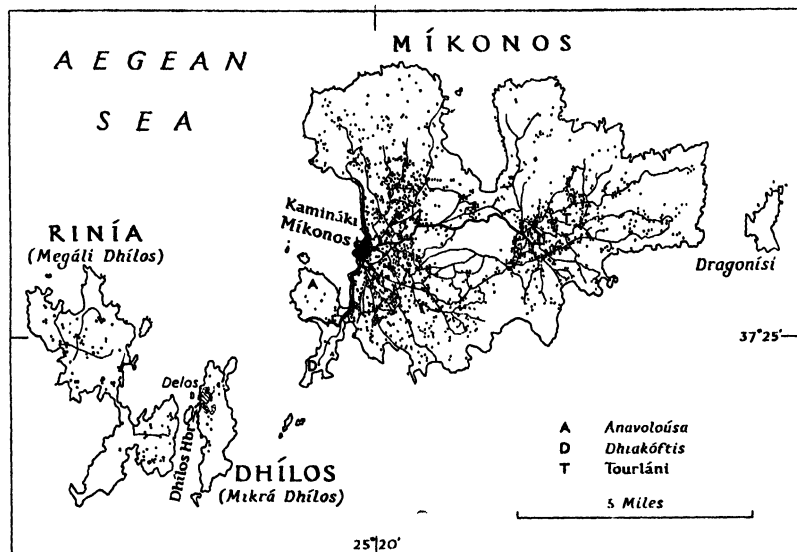 AEGEAN
SEA
MÍKONOS
Kamináki
Míkonos
RINÍA
(Megáli Dhílos)
Dragonísi
A
37°25'
D
Delos
Dhílos Hbr
DHÍLOS
(Mikrá Dhílos)
A Anavoloúsa
D Dhiakóftis
T Tourláni
5 Miles
25°20'